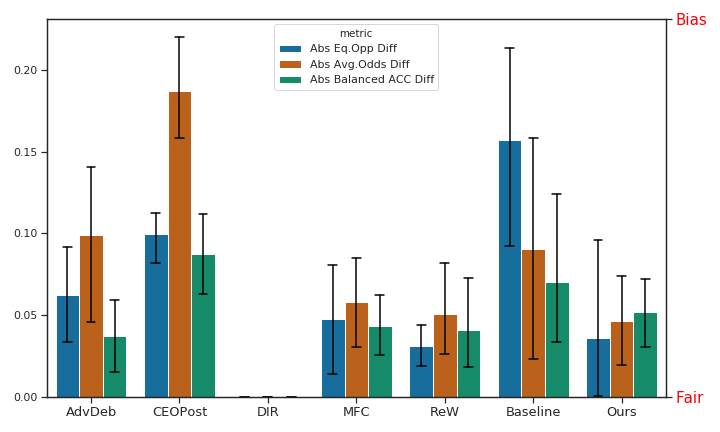 Bias
metric
Abs Eq.Opp Diff
Abs Avg.Odds Diff
Abs Balanced ACC Diff
0.20
0.15
0.10
0.05
0.00
Fair
AdvDeb CEOPost DIR MFC ReW Baseline Ours